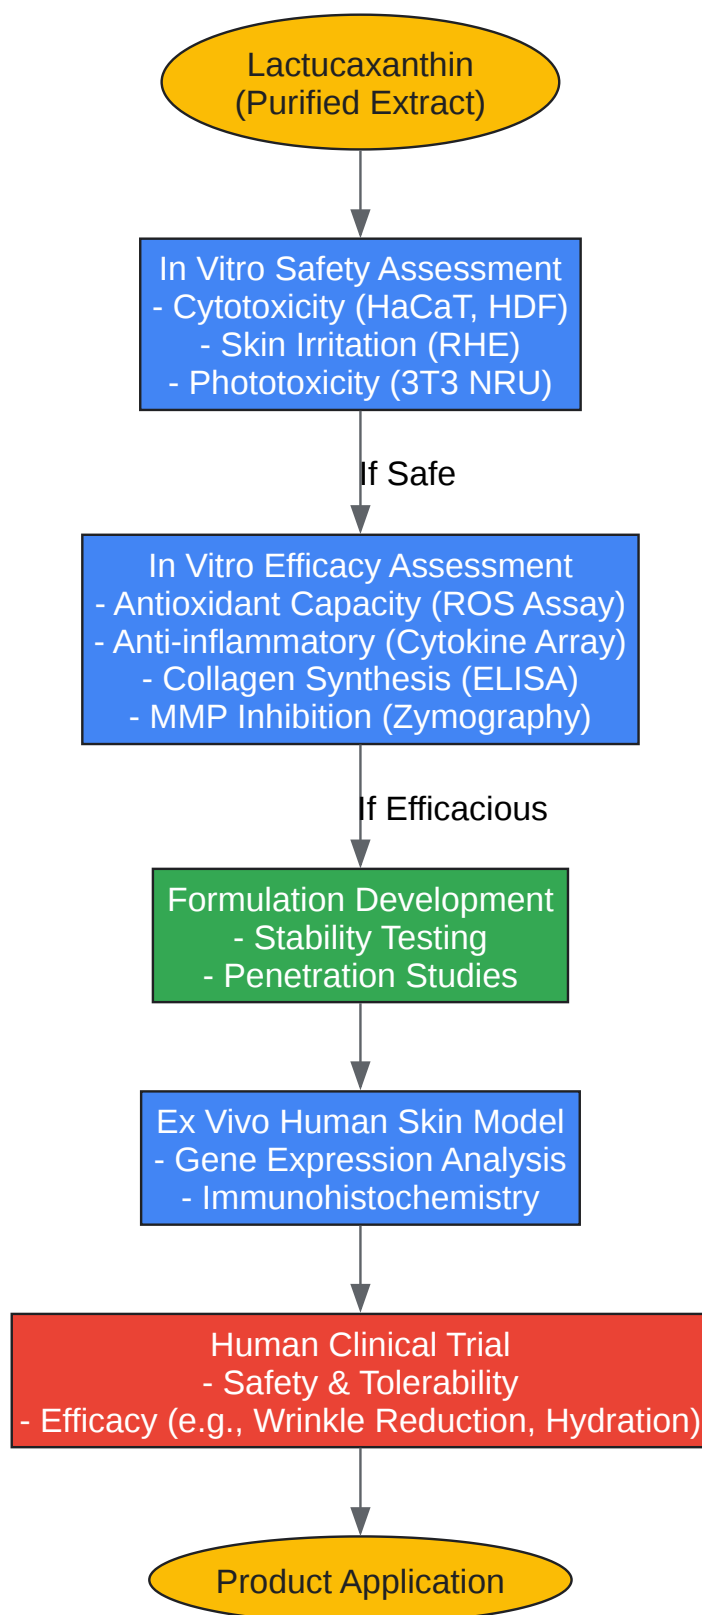 Lactucaxanthin
(Purified Extract)
In Vitro Safety Assessment
- Cytotoxicity (HaCaT, HDF)
- Skin Irritation (RHE)
- Phototoxicity (3T3 NRU)
If Safe
In Vitro Efficacy Assessment
- Antioxidant Capacity (ROS Assay)
- Anti-inflammatory (Cytokine Array)
- Collagen Synthesis (ELISA)
- MMP Inhibition (Zymography)
If Efficacious
Formulation Development
- Stability Testing
- Penetration Studies
Ex Vivo Human Skin Model
- Gene Expression Analysis
- Immunohistochemistry
Human Clinical Trial
- Safety & Tolerability
- Efficacy (e.g., Wrinkle Reduction, Hydration)
Product Application